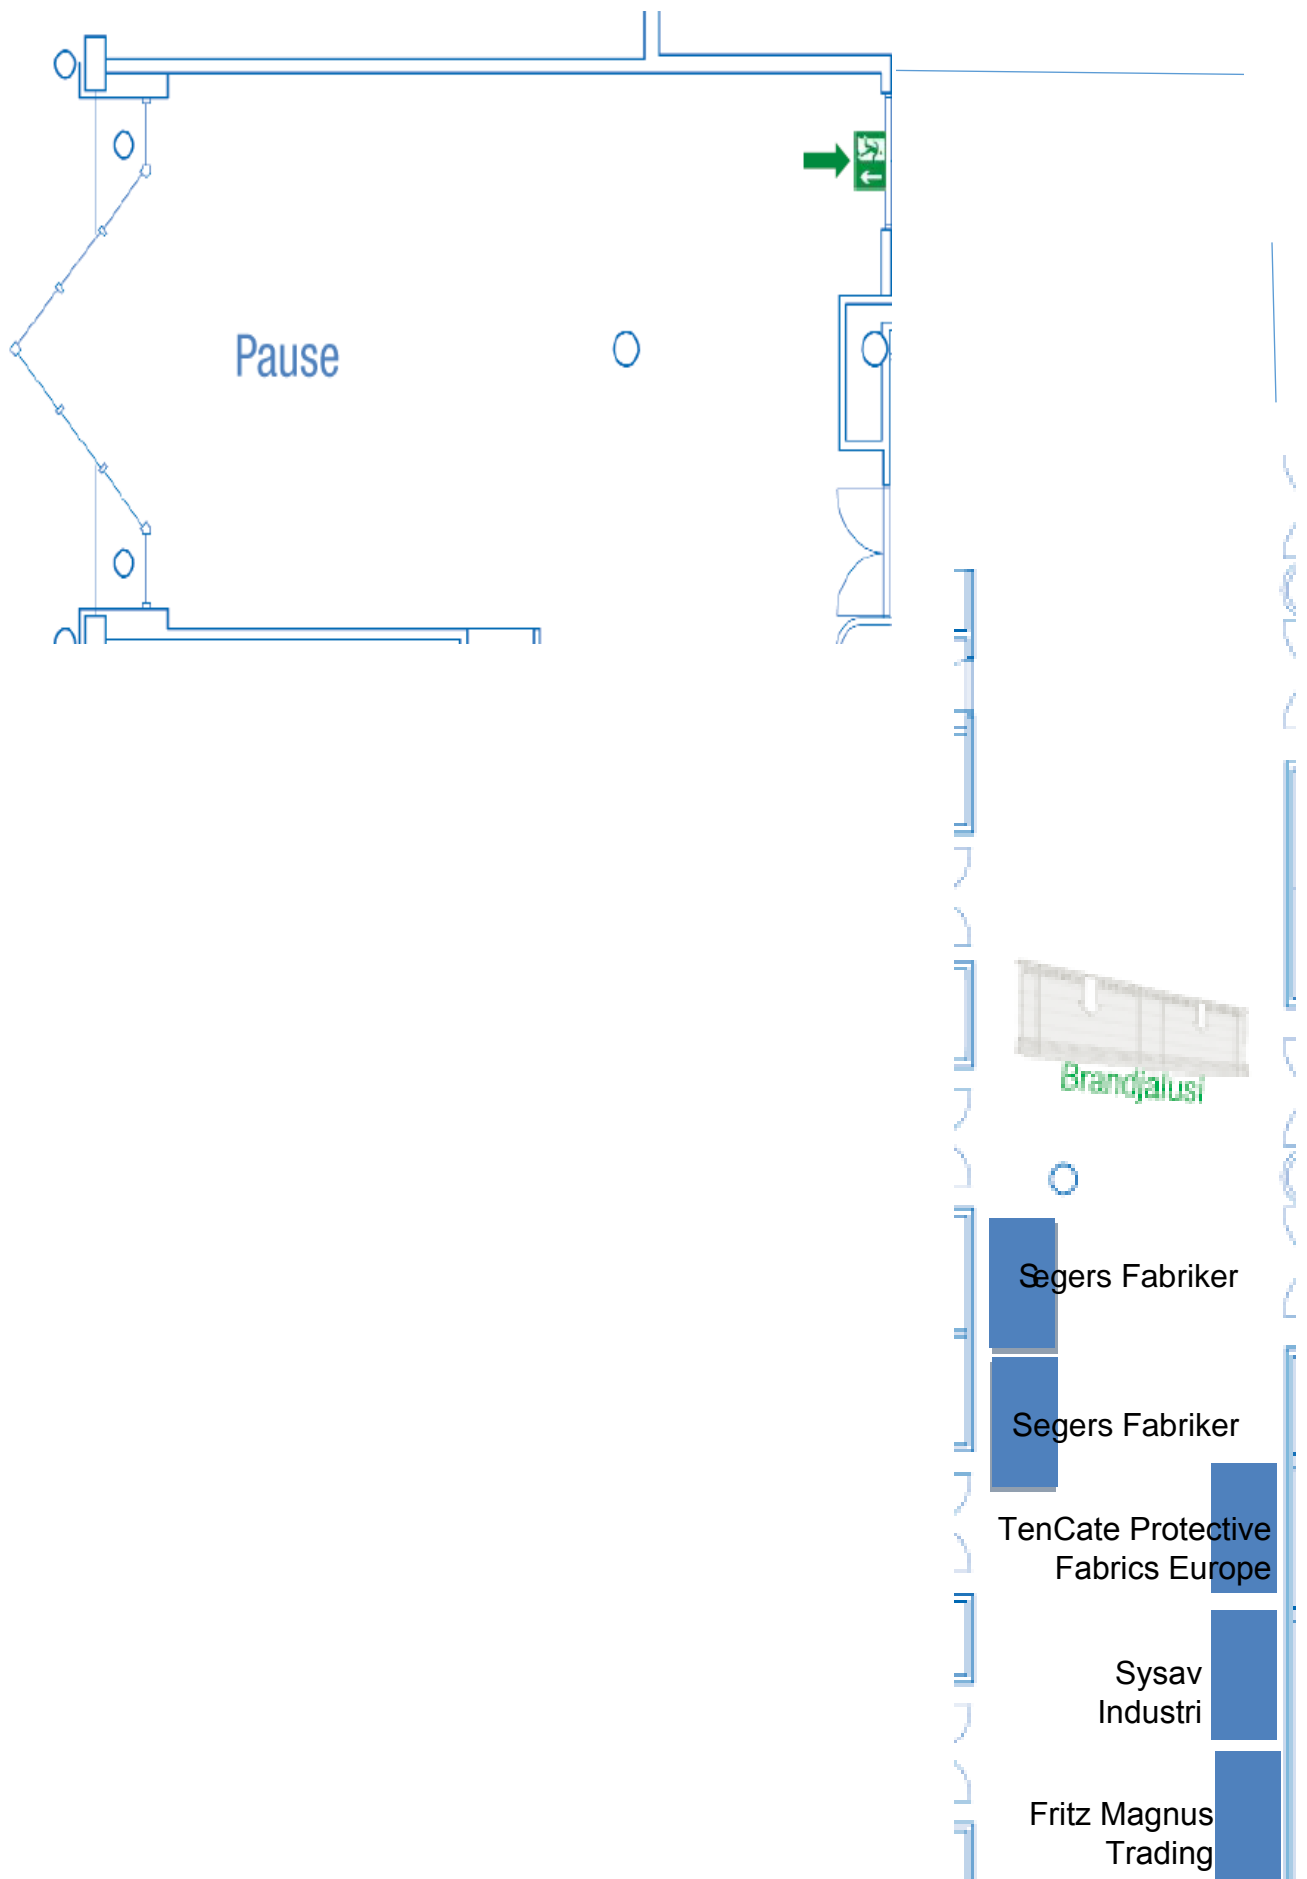 Pause
Brandjalusi
Segers Fabriker
Segers Fabriker
TenCate Protective
Fabrics Europe
Sysav
Industri
Fritz Magnus
Trading